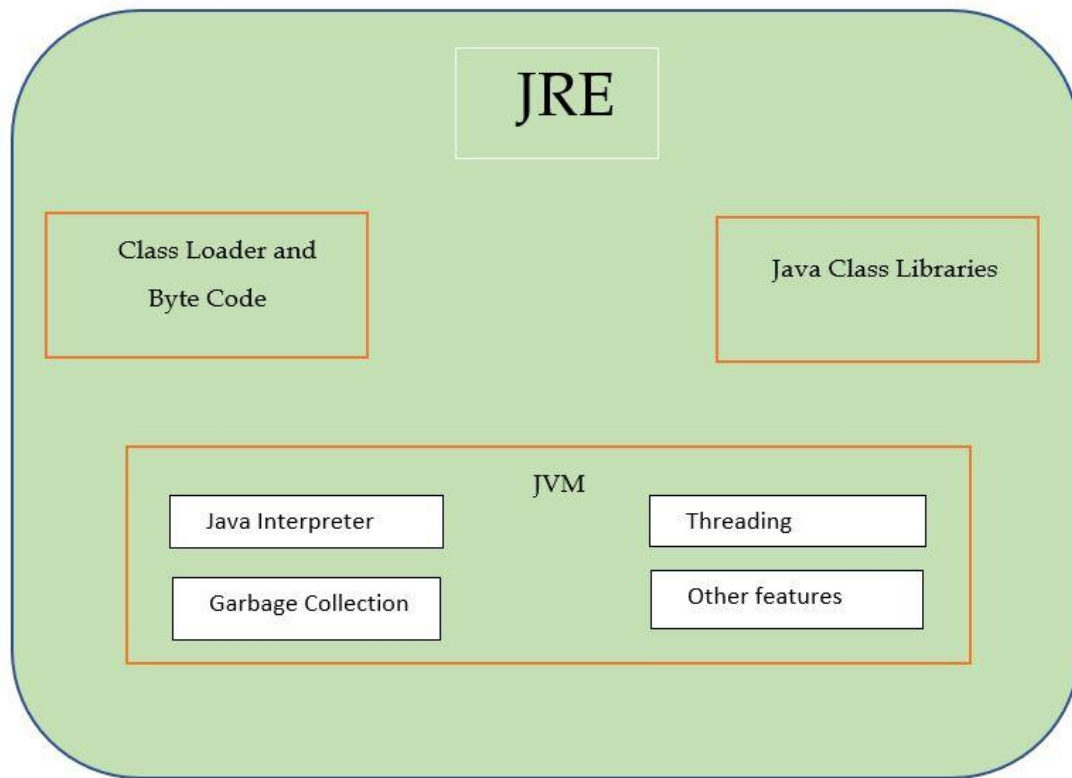 JRE
Class Loader and
Byte Code
Java Class Libraries
JVM
Java Interpreter
Threading
Garbage Collection
Other features